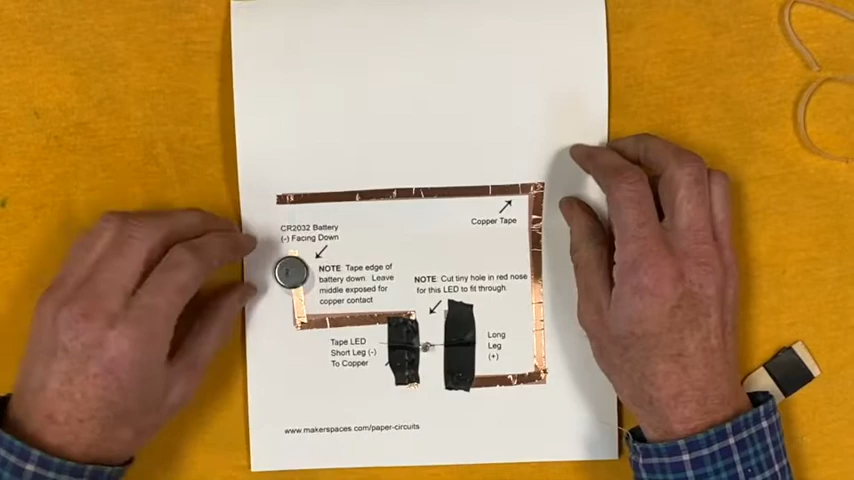 CR2032 Battery
(-) Facing Down
Copper Tape
NOTE: Tape edge of
battery down. Leave
middle exposed for
copper contact
NOTE: Cut tiny hole in red nose
for this LED to fit through.
Tape LED
Short Leg (-)
To Copper
Long
Leg
(+)
www.makerspaces.com/paper-circuits